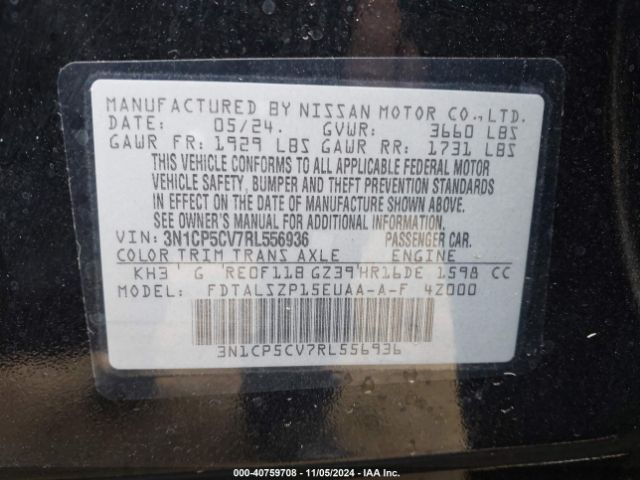 MANUFACTURED BY NISSAN MOTOR CO.,LTD.
DATE: 05/24. GVWR: 3660 LBS
GAWR FR: 1929 LBS GAWR RR: 1731 LBS
THIS VEHICLE CONFORMS TO ALL APPLICABLE FEDERAL MOTOR
VEHICLE SAFETY, BUMPER AND THEFT PREVENTION STANDARDS
IN EFFECT ON THE DATE OF MANUFACTURE SHOWN ABOVE.
SEE OWNER'S MANUAL FOR ADDITIONAL INFORMATION.
VIN: 3N1CP5CV7RL556936 PASSENGER CAR.
COLOR TRIM TRANS AXLE ENGINE
KH3 G RE0F11B GZ39 HR16DE 1598 CC
FDTALSZP15EUAA-A-F 4Z000
MODEL:
3N1CP5CV7RL556936
000-40759708 - 11/05/2024 - IAA Inc.